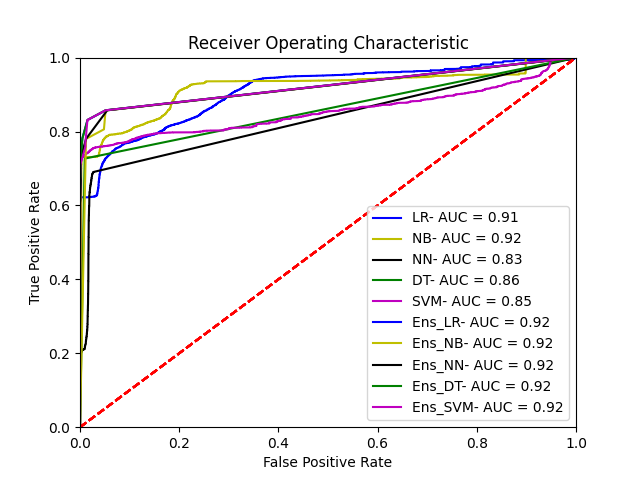 Receiver Operating Characteristic
1.0
0.8
0.6
0.4
0.2
0.0
True Positive Rate
LR- AUC = 0.91
NB- AUC = 0.92
NN- AUC = 0.83
DT- AUC = 0.86
SVM- AUC = 0.85
Ens_LR- AUC = 0.92
Ens_NB- AUC = 0.92
Ens_NN- AUC = 0.92
Ens_DT- AUC = 0.92
Ens_SVM- AUC = 0.92
0.0 0.2 0.4 0.6 0.8 1.0
False Positive Rate